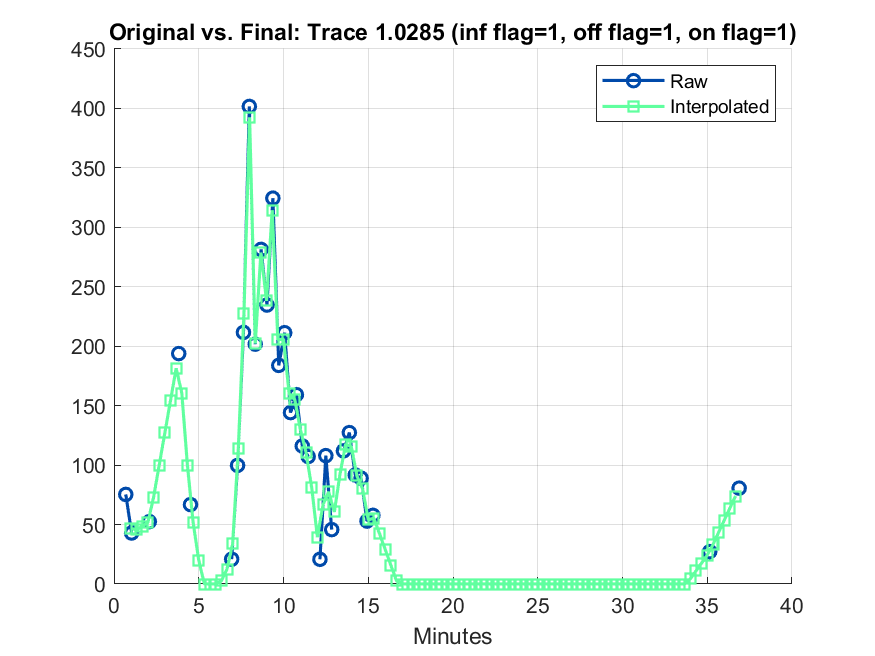 Original vs. Final: Trace 1.0285 (inf flag=1, off flag=1, on flag=1)
450
400
350
300
250
200
150
100
50
0
Raw
Interpolated
0 5 10 15 20 25 30 35 40
Minutes